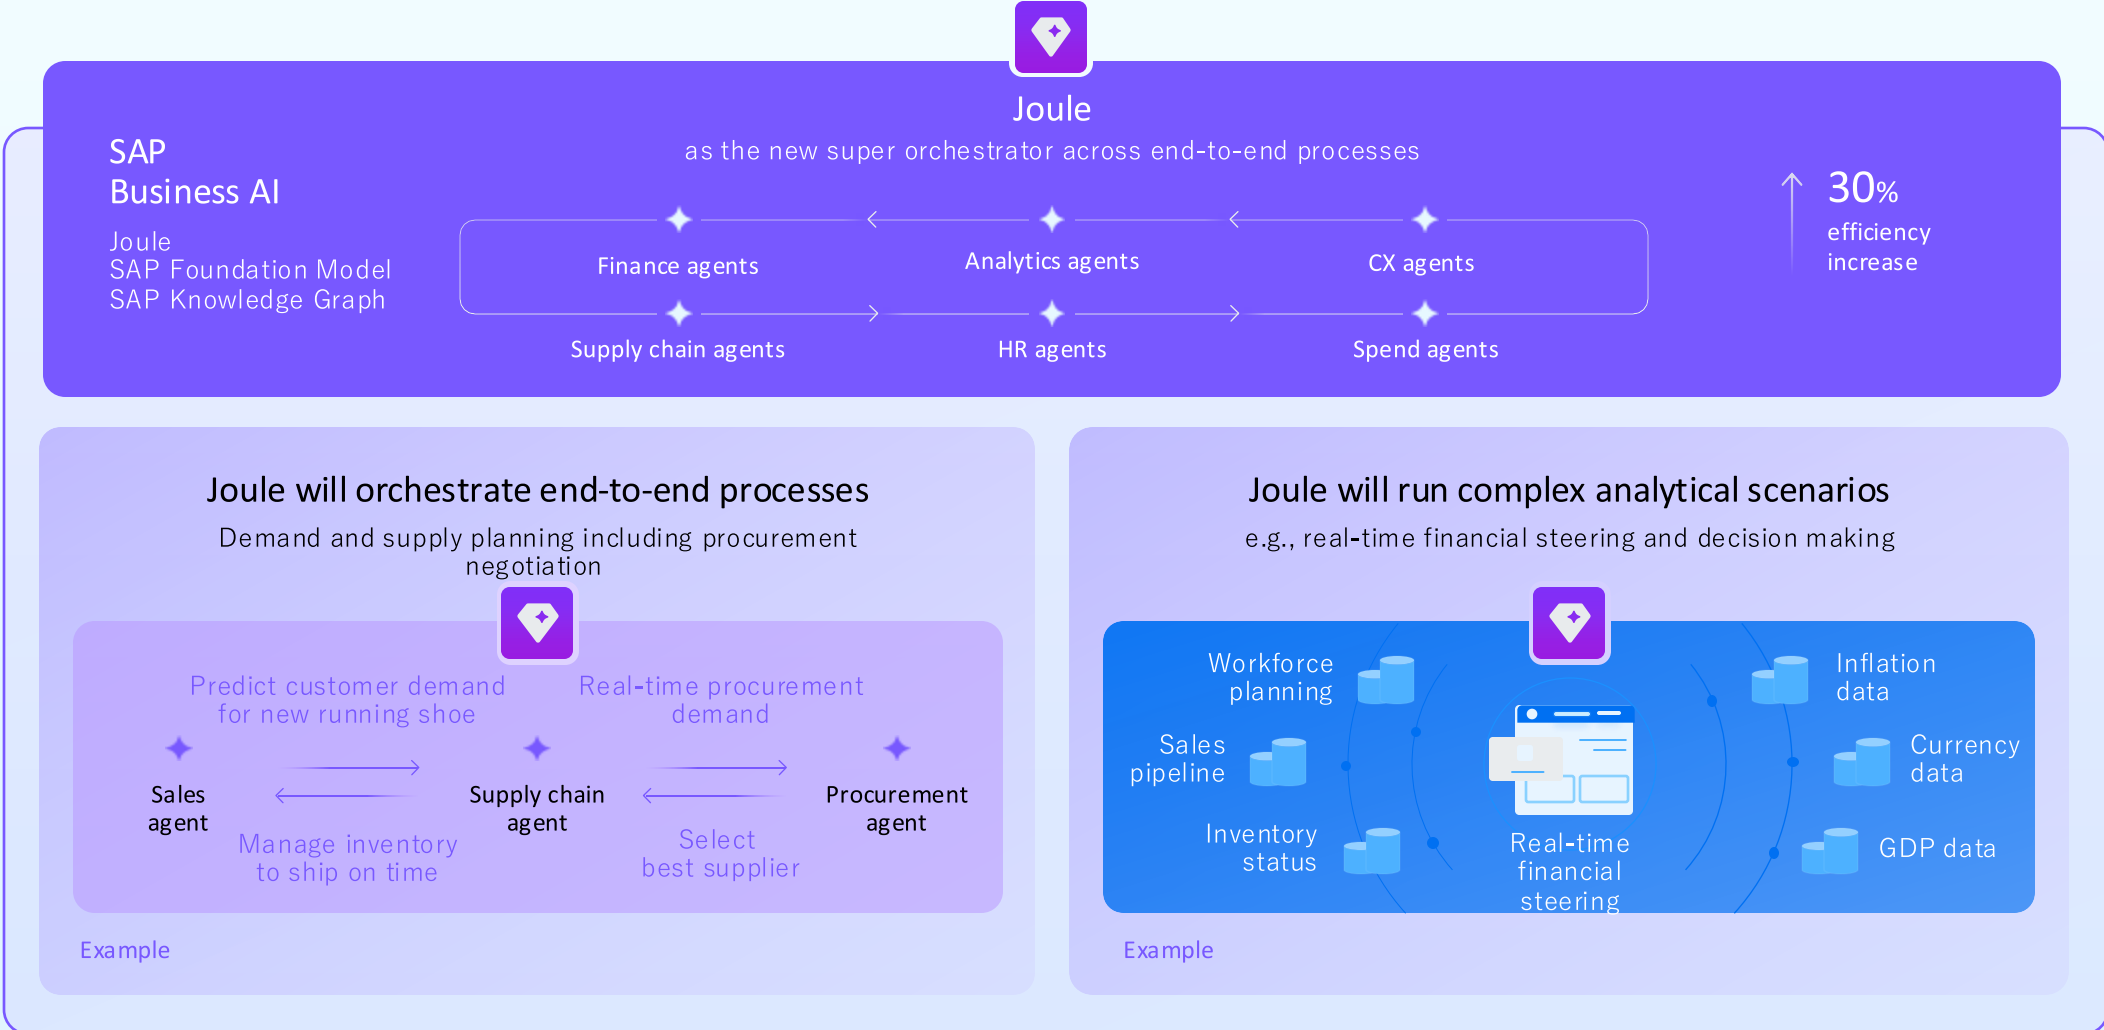 Joule
as the new super orchestrator across end-to-end processes
SAP
Business AI
Joule
SAP Foundation Model
SAP Knowledge Graph
Finance agents
Analytics agents
CX agents
Supply chain agents
HR agents
Spend agents
30%
efficiency
increase
Joule will orchestrate end-to-end processes
Demand and supply planning including procurement
negotiation
Predict customer demand
for new running shoe
Real-time procurement
demand
Sales
agent
Supply chain
agent
Procurement
agent
Manage inventory
to ship on time
Select
best supplier
Example
Joule will run complex analytical scenarios
e.g., real-time financial steering and decision making
Workforce
planning
Sales
pipeline
Inventory
status
Real-time
financial
steering
Inflation
data
Currency
data
GDP data
Example